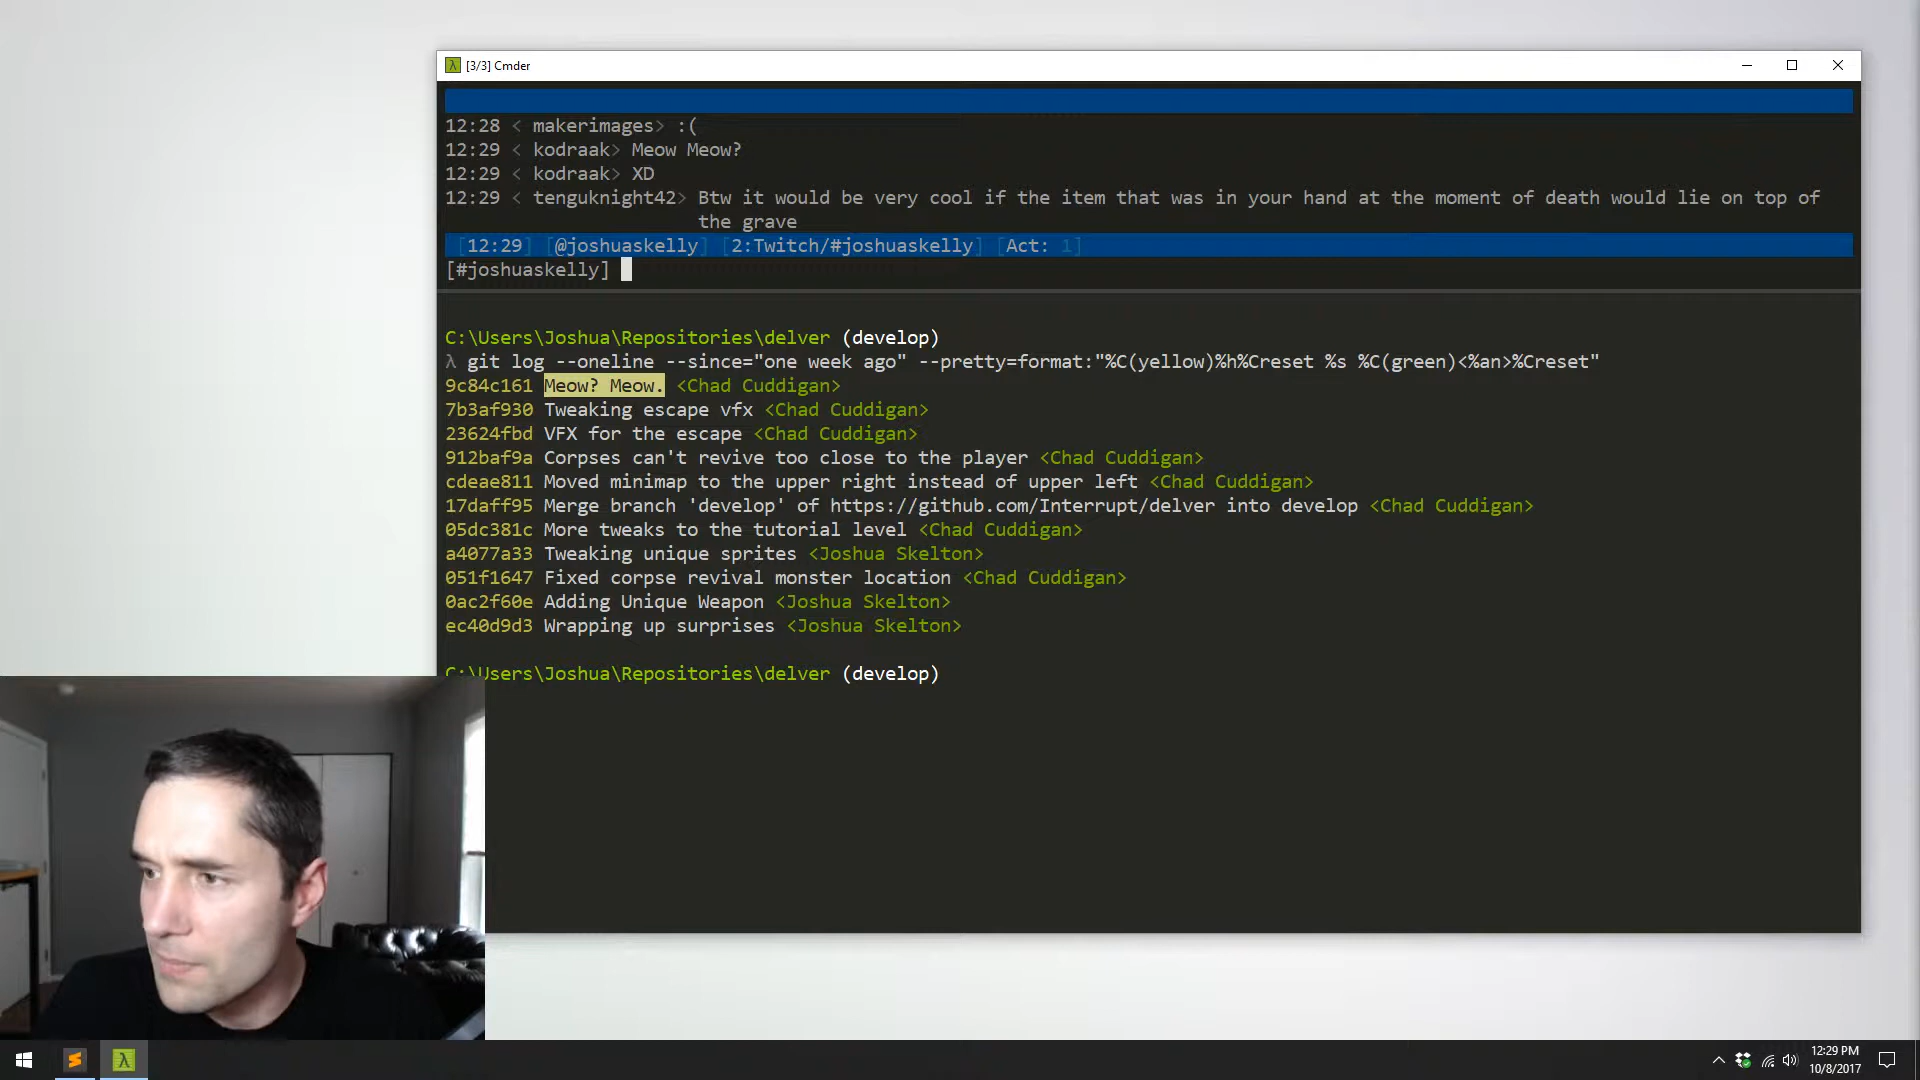 [3/3] Cmder
12:28 < makerimages> :(
12:29 < kodraak> Meow Meow?
12:29 < kodraak> XD
12:29 < tenguknight42> Btw it would be very cool if the item that was in your hand at the moment of death would lie on top of
the grave
[12:29] [@joshuaskelly] [2:Twitch/#joshuaskelly] [Act: 1]
[#joshuaskelly]
C:\Users\Joshua\Repositories\delver (develop)
λ git log --oneline --since="one week ago" --pretty=format:"%C(yellow)%h%Creset %s %C(green)<%an>%Creset"
9c84c161 Meow? Meow. <Chad Cuddigan>
7b3af930 Tweaking escape vfx <Chad Cuddigan>
23624fbd VFX for the escape <Chad Cuddigan>
912baf9a Corpses can't revive too close to the player <Chad Cuddigan>
cdeae811 Moved minimap to the upper right instead of upper left <Chad Cuddigan>
17daff95 Merge branch 'develop' of https://github.com/Interrupt/delver into develop <Chad Cuddigan>
05dc381c More tweaks to the tutorial level <Chad Cuddigan>
a4077a33 Tweaking unique sprites <Joshua Skelton>
051f1647 Fixed corpse revival monster location <Chad Cuddigan>
0ac2f60e Adding Unique Weapon <Joshua Skelton>
ec40d9d3 Wrapping up surprises <Joshua Skelton>
C:\Users\Joshua\Repositories\delver (develop)
12:29 PM
10/8/2017